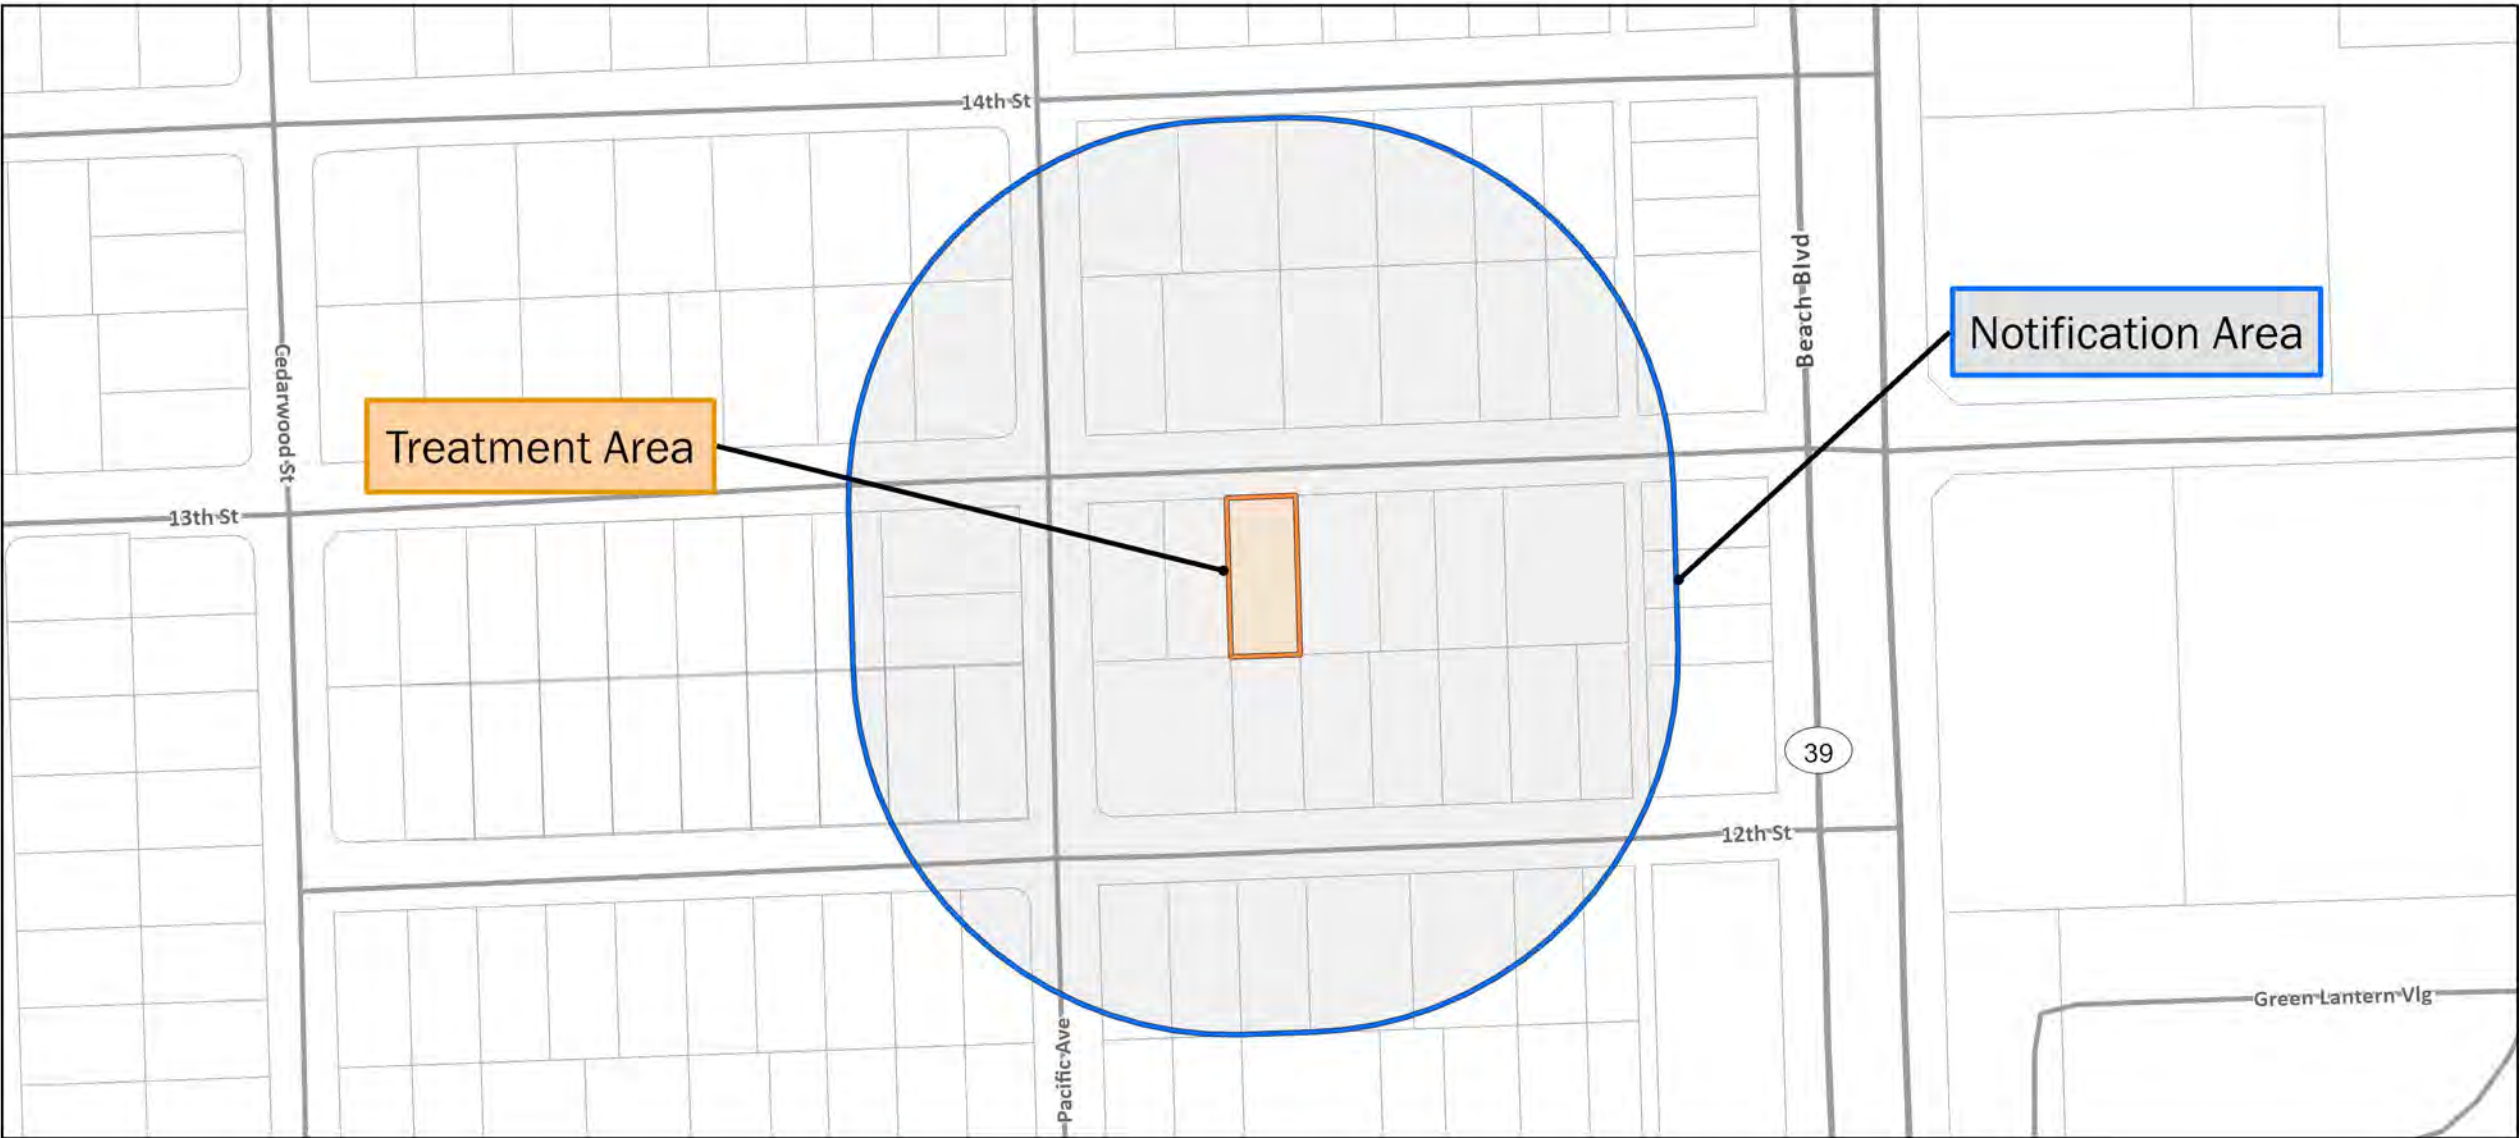 14th St
Beach Blvd
Notification Area
Cedarwood St
Treatment Area
13th St
39
12th St
Green Lantern Vlg
Pacific Ave